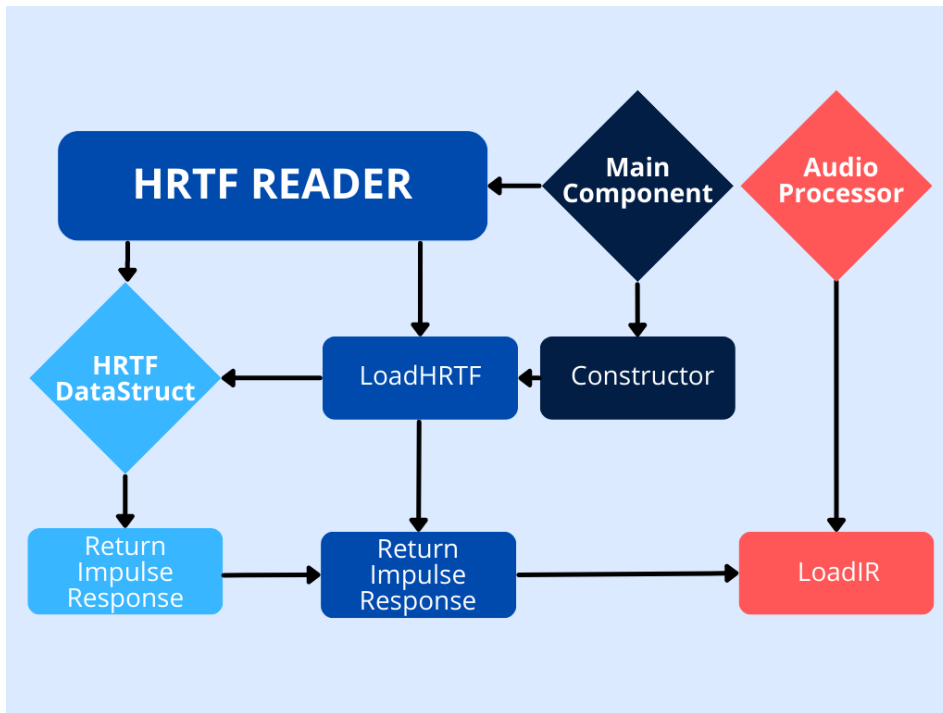 HRTF READER
Main
Component
Audio
Processor
HRTF
DataStruct
LoadHRTF
Constructor
Return
Impulse
Response
Return
Impulse
Response
LoadIR